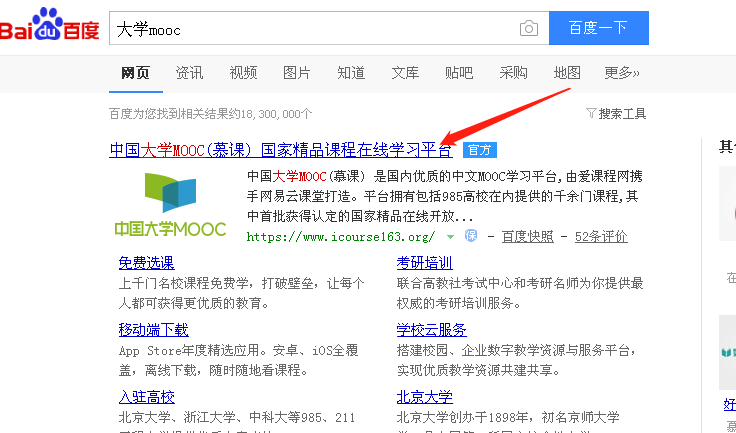 Bai du 百度
大学mooc
百度一下
网页 资讯 视频 图片 知道 文库 贴吧 采购 地图 更多»
百度为您找到相关结果约18,300,000个
搜索工具
中国大学MOOC(慕课) 国家精品课程在线学习平台 官方
其
中国大学MOOC(慕课) 是国内优质的中文MOOC学习平台,由爱课程网携
手网易云课堂打造。平台拥有包括985高校在内提供的千余门课程,其
中首批获得认定的国家精品在线开放...
中国大学MOOC
https://www.icourse163.org/ 保 - 百度快照 - 52条评价
在
免费选课
上千门名校课程免费学，打破壁垒，让每个
人都可获得更优质的教育。
考研培训
联合高教社考试中心和考研名师为你提供最
权威的考研培训服务。
移动端下载
App Store年度精选应用。安卓、iOS全覆
盖，离线下载，随时随地看课程。
学校云服务
搭建校园、企业数字教学资源与服务平台，
实现优质教学资源共建共享。
入驻高校
北京大学、浙江大学、中科大等985、211
北京大学
北京大学创办于1898年，初名京师大学
好